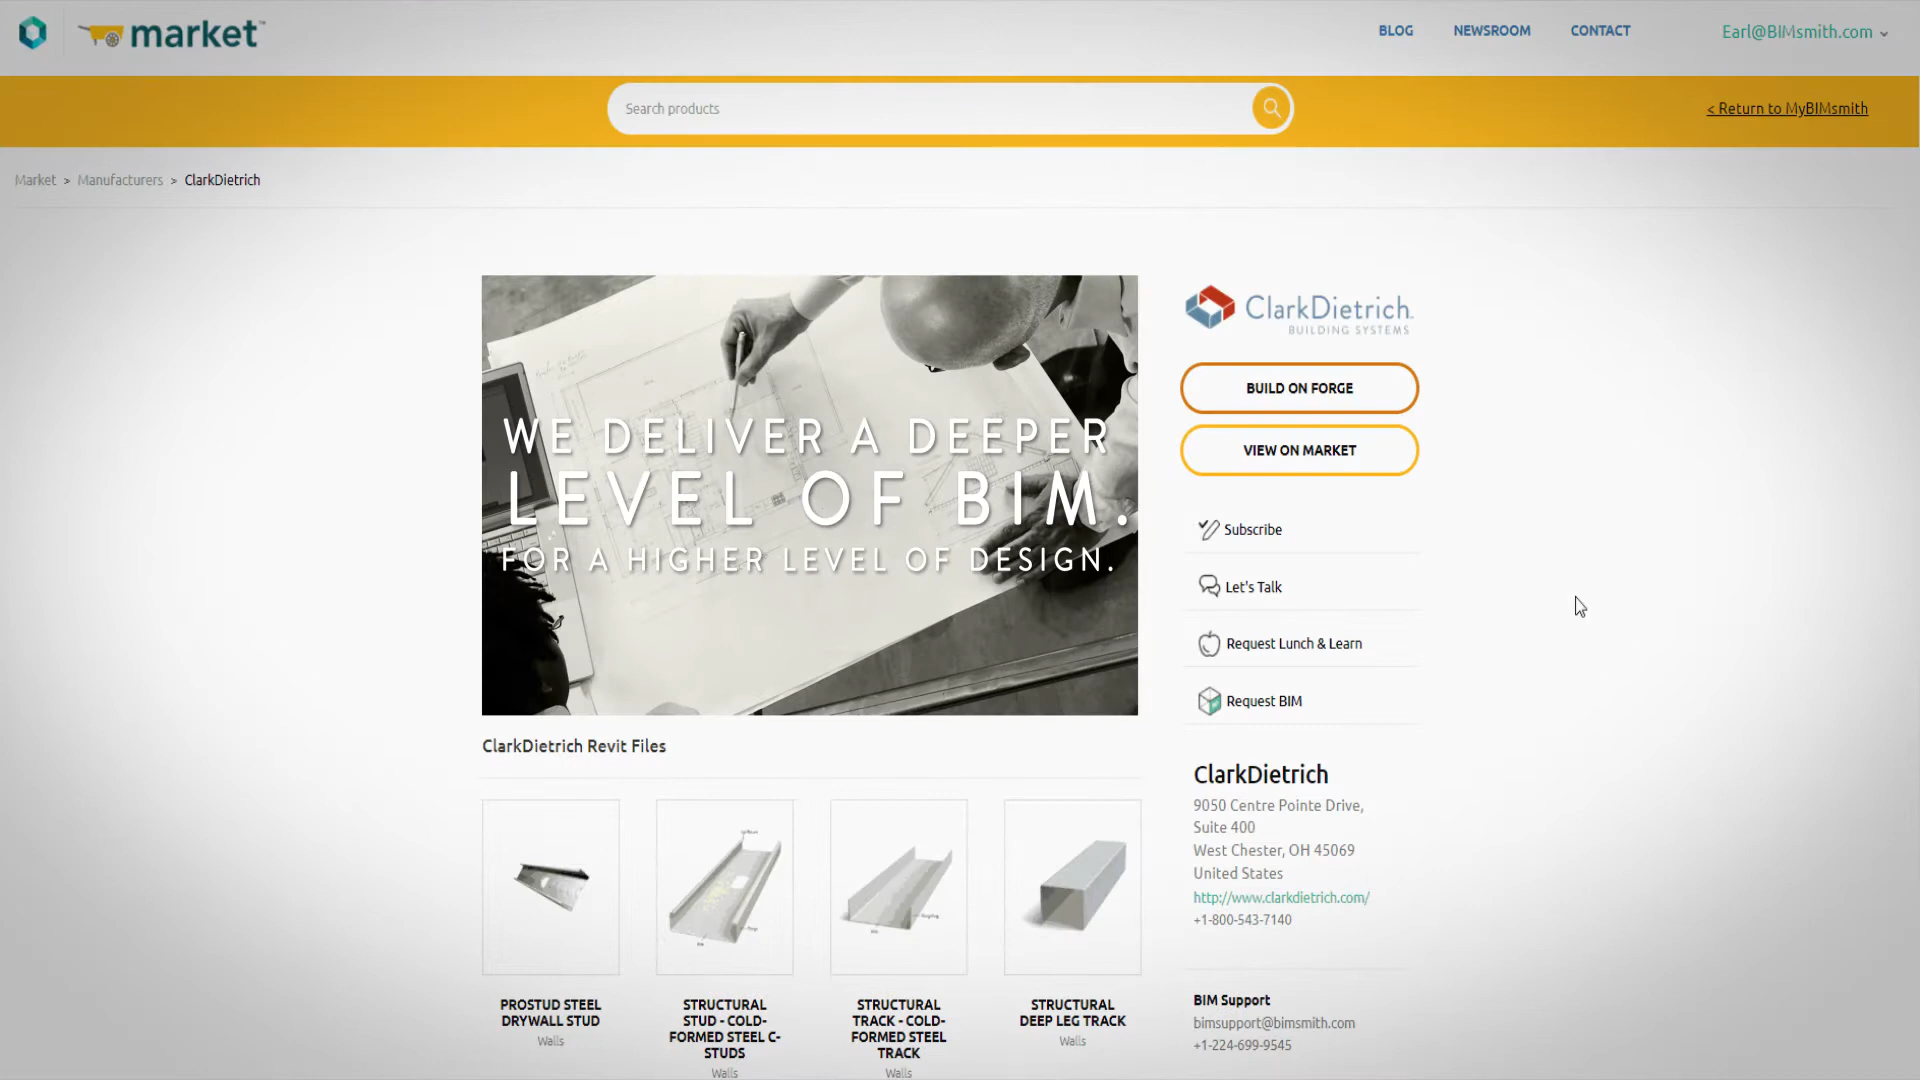 market™
BLOG
NEWSROOM
CONTACT
Earl@BIMsmith.com
Search products
< Return to MyBIMsmith
Market > Manufacturers > ClarkDietrich
WE DELIVER A DEEPER
LEVEL OF BIM.
FOR A HIGHER LEVEL OF DESIGN.
ClarkDietrich
BUILDING SYSTEMS
BUILD ON FORGE
VIEW ON MARKET
Subscribe
Let's Talk
Request Lunch & Learn
Request BIM
ClarkDietrich Revit Files
PROSTUD STEEL
DRYWALL STUD
Walls
STRUCTURAL
STUD - COLD-
FORMED STEEL C-
STUDS
Walls
STRUCTURAL
TRACK - COLD-
FORMED STEEL
TRACK
Walls
STRUCTURAL
DEEP LEG TRACK
Walls
ClarkDietrich
9050 Centre Pointe Drive,
Suite 400
West Chester, OH 45069
United States
http://www.clarkdietrich.com/
+1-800-543-7140
BIM Support
bimsupport@bimsmith.com
+1-224-699-9545